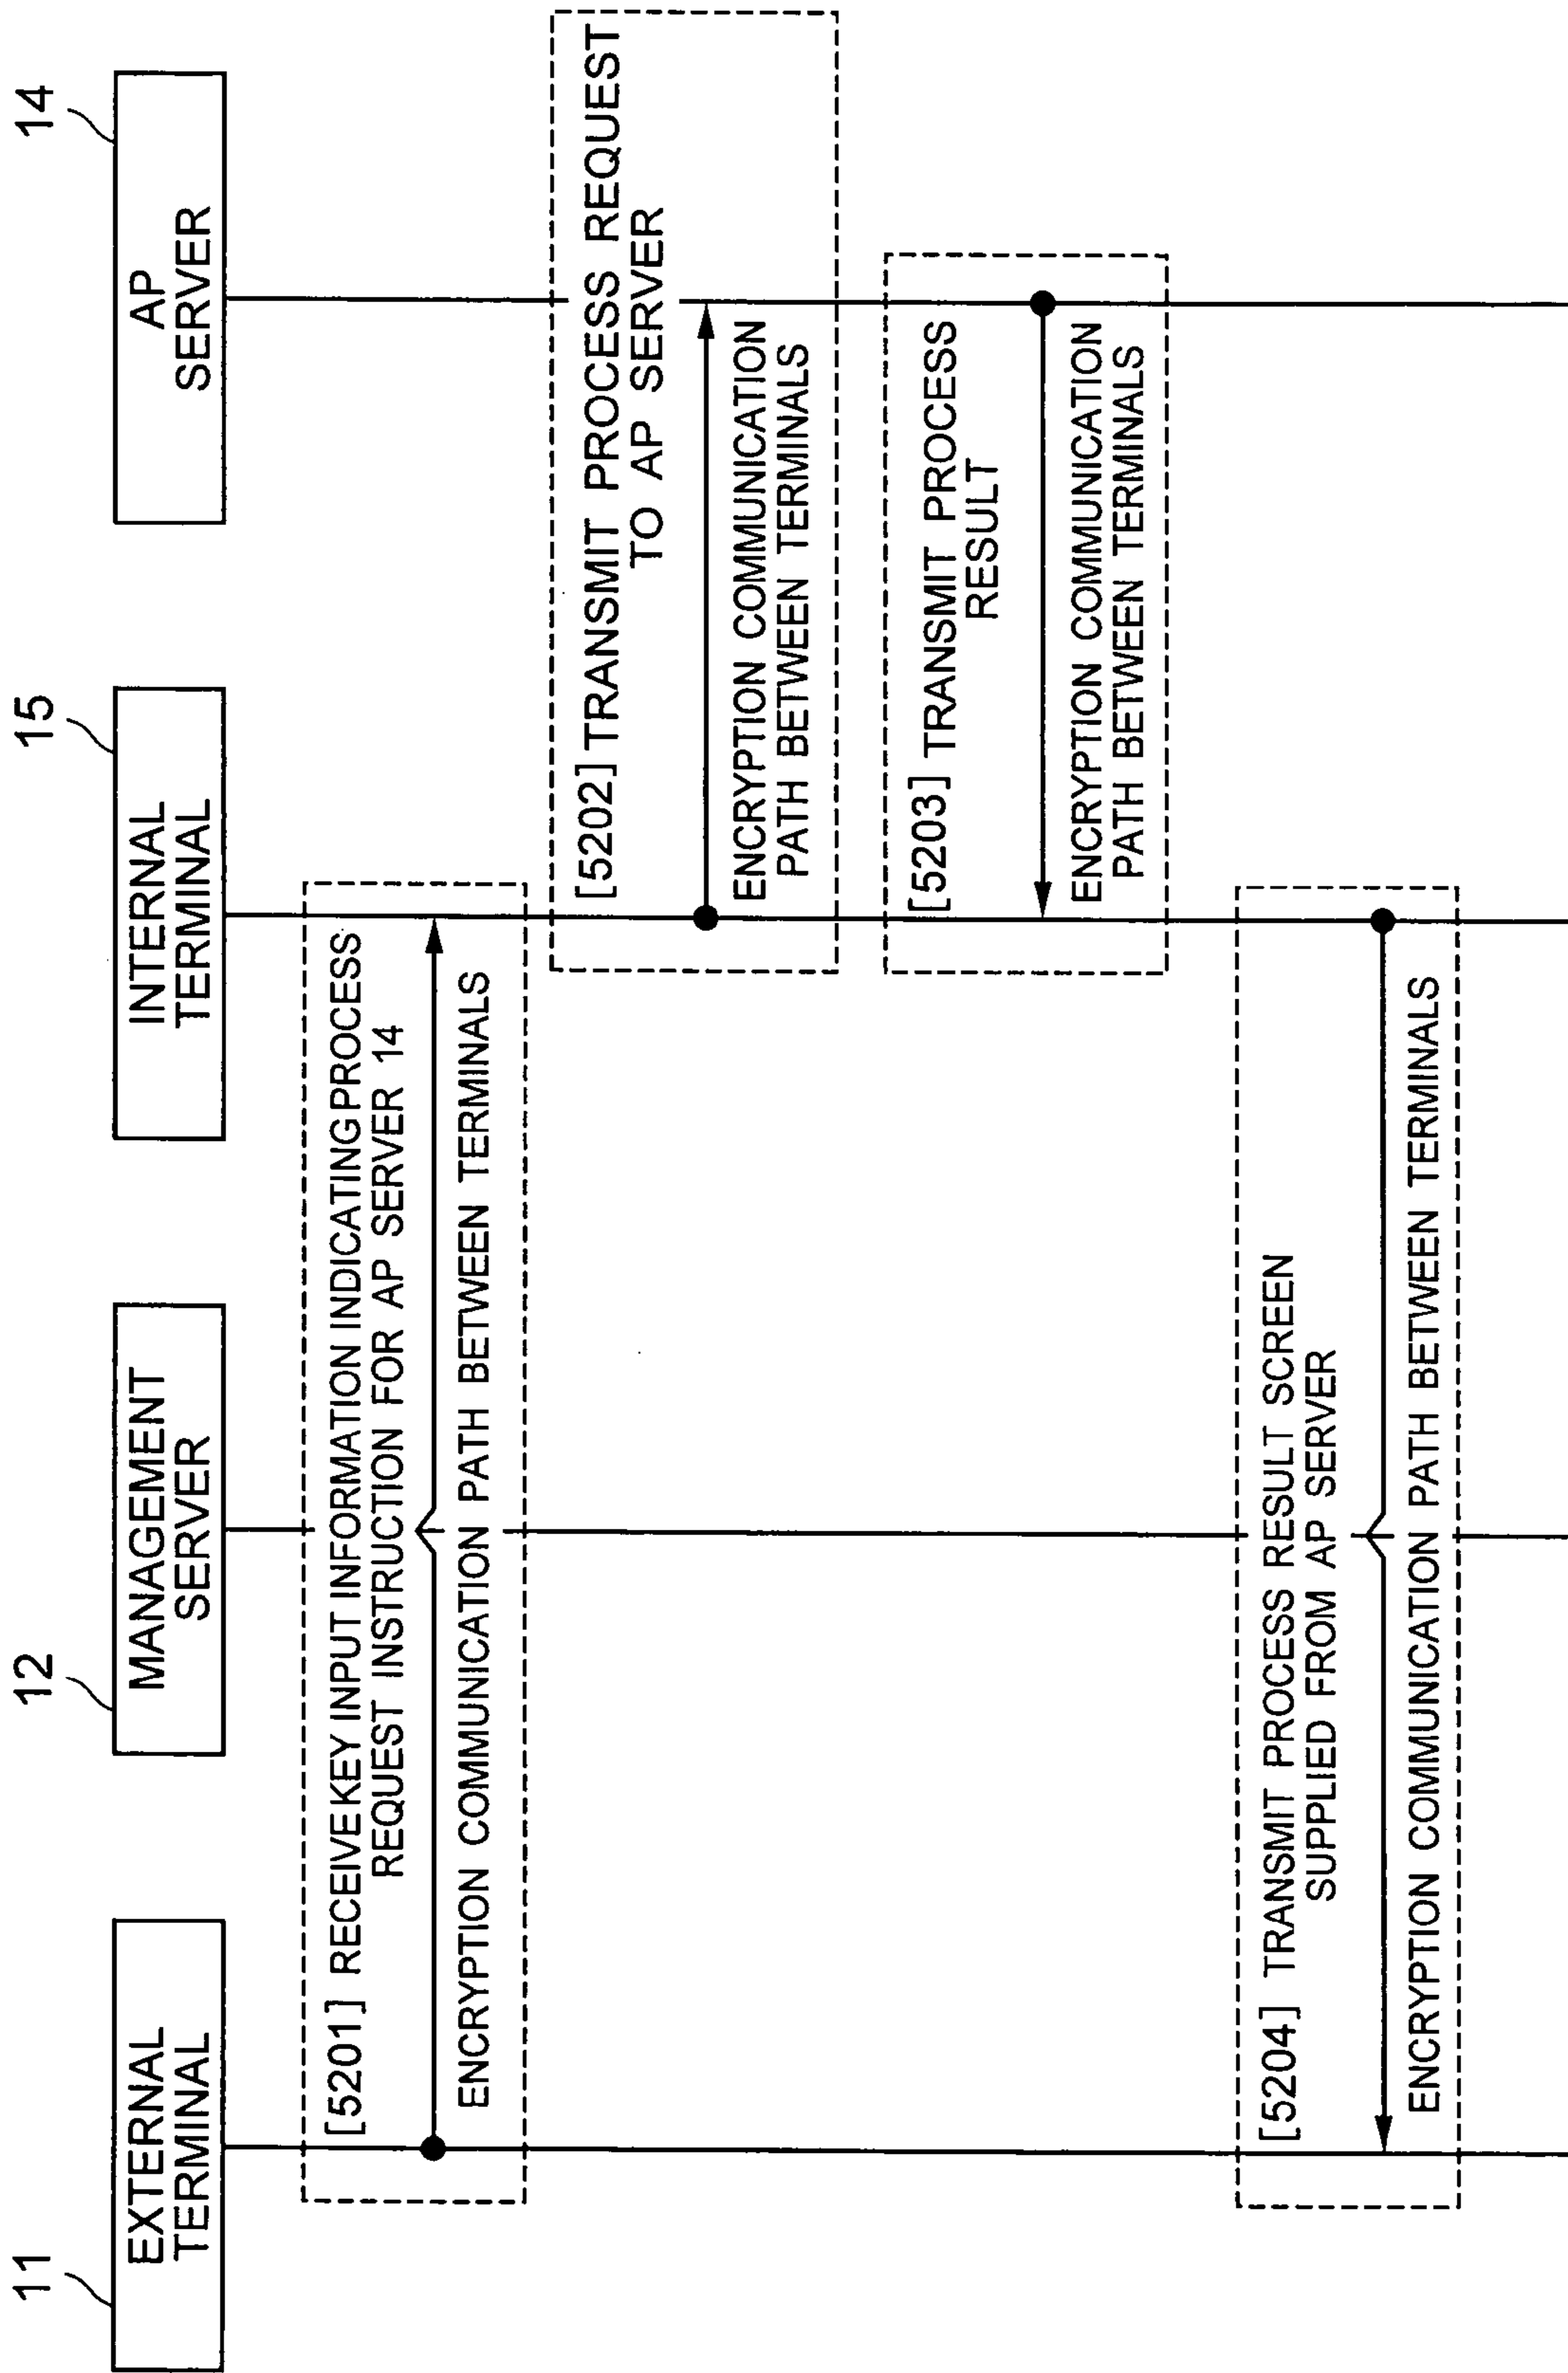 11
EXTERNAL
TERMINAL
12
MANAGEMENT
SERVER
15
INTERNAL
TERMINAL
14
AP
SERVER
[5201] RECEIVE KEY INPUT INFORMATION INDICATING PROCESS
REQUEST INSTRUCTION FOR AP SERVER 14
ENCRYPTION COMMUNICATION PATH BETWEEN TERMINALS
[5202] TRANSMIT PROCESS REQUEST
TO AP SERVER
ENCRYPTION COMMUNICATION
PATH BETWEEN TERMINALS
[5203] TRANSMIT PROCESS
RESULT
ENCRYPTION COMMUNICATION
PATH BETWEEN TERMINALS
[5204] TRANSMIT PROCESS RESULT SCREEN
SUPPLIED FROM AP SERVER
ENCRYPTION COMMUNICATION PATH BETWEEN TERMINALS